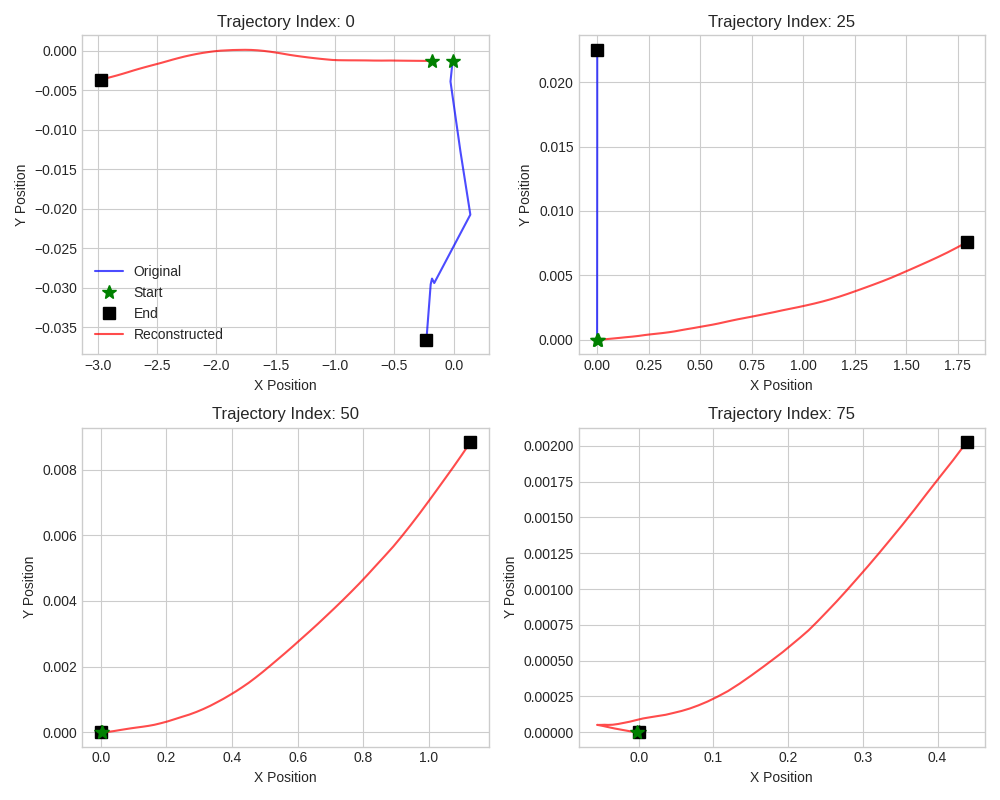 Trajectory Index: 0
0.000
−0.005
−0.010
−0.015
−0.020
−0.025
−0.030
−0.035
Y Position
Original
Start
End
Reconstructed
−3.0 −2.5 −2.0 −1.5 −1.0 −0.5 0.0
X Position
Trajectory Index: 25
0.020
0.015
0.010
0.005
0.000
Y Position
0.00 0.25 0.50 0.75 1.00 1.25 1.50 1.75
X Position
Trajectory Index: 50
0.008
0.006
0.004
0.002
0.000
Y Position
0.0 0.2 0.4 0.6 0.8 1.0
X Position
Trajectory Index: 75
0.00200
0.00175
0.00150
0.00125
0.00100
0.00075
0.00050
0.00025
0.00000
Y Position
0.0 0.1 0.2 0.3 0.4
X Position